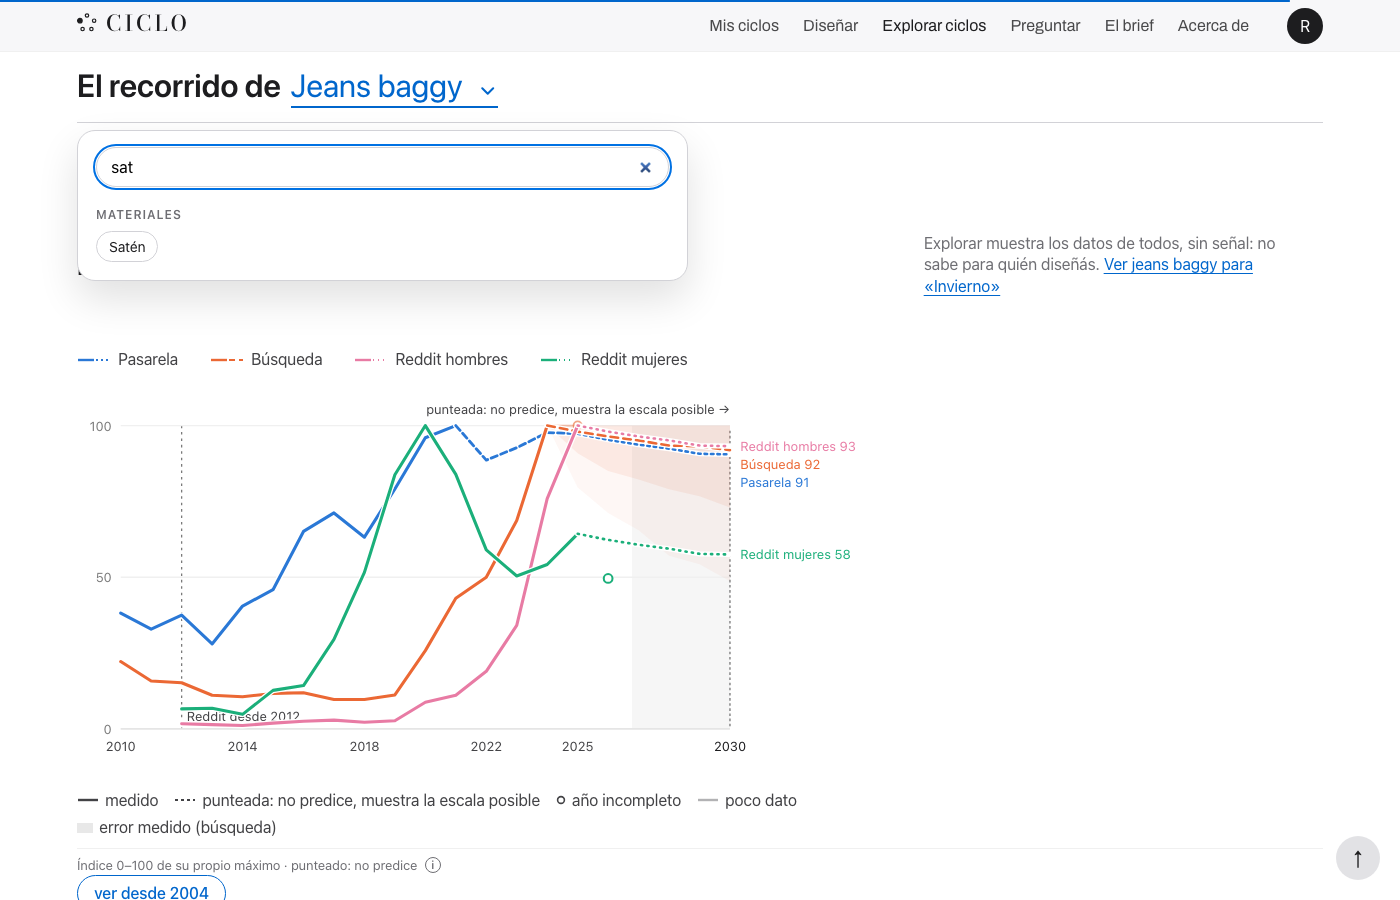 CICLO
Mis ciclos
Diseñar
Explorar ciclos
Preguntar
El brief
Acerca de
R
El recorrido de Jeans baggy
sat
MATERIALES
Satén
Explorar muestra los datos de todos, sin señal: no
sabe para quién diseñás. Ver jeans baggy para
«Invierno»
Pasarela
Búsqueda
Reddit hombres
Reddit mujeres
punteada: no predice, muestra la escala posible →
100
50
0
Reddit hombres 93
Búsqueda 92
Pasarela 91
Reddit mujeres 58
Reddit desde 2012
2010
2014
2018
2022
2025
2030
medido
punteada: no predice, muestra la escala posible
año incompleto
poco dato
error medido (búsqueda)
Índice 0–100 de su propio máximo · punteado: no predice
ver desde 2004